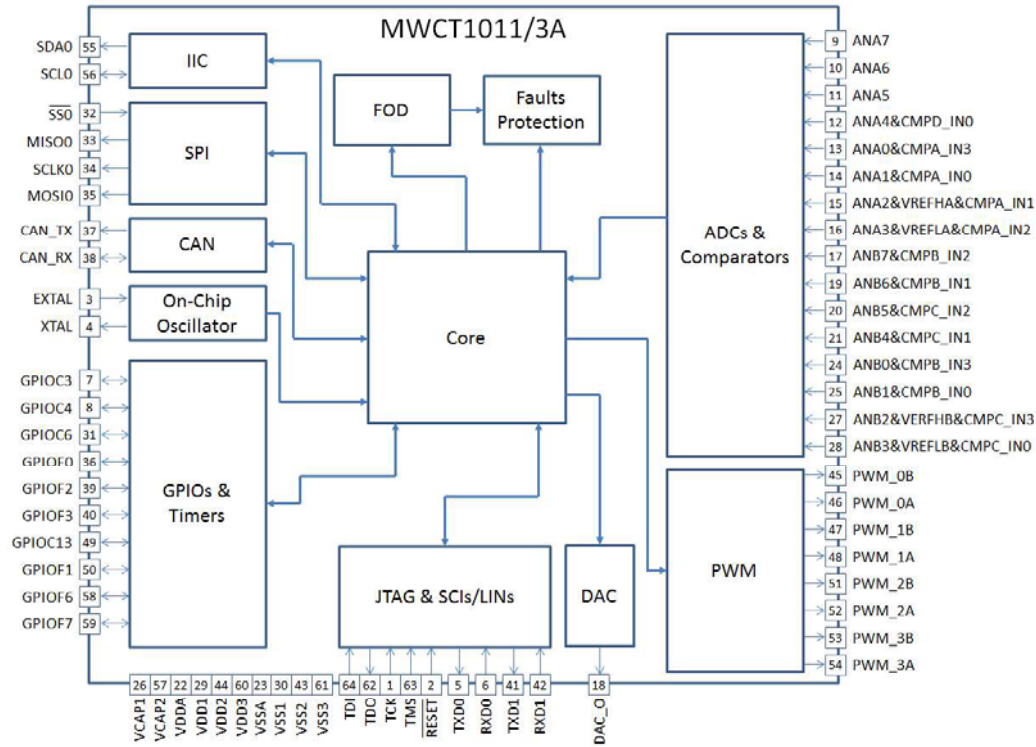 MWCT1011/3A
SDA0 55
SCL0 56
IIC
SS0 32
MISO0 33
SCLK0 34
MOSI0 35
SPI
CAN_TX 37
CAN_RX 38
CAN
EXTAL 3
XTAL 4
On-Chip
Oscillator
GPIOC3 7
GPIOC4 8
GPIOC6 31
GPIOF0 36
GPIOF2 39
GPIOF3 40
GPIOC13 49
GPIOF1 50
GPIOF6 58
GPIOF7 59
GPIOs &
Timers
FOD
Faults
Protection
Core
JTAG & SCIs/LINs
DAC
ADCs &
Comparators
PWM
9 ANA7
10 ANA6
11 ANA5
12 ANA4&CMPD_IN0
13 ANA0&CMPA_IN3
14 ANA1&CMPA_IN0
15 ANA2&VREFHA&CMPA_IN1
16 ANA3&VREFLA&CMPA_IN2
17 ANB7&CMPB_IN2
19 ANB6&CMPB_IN1
20 ANB5&CMPC_IN2
21 ANB4&CMPC_IN1
24 ANB0&CMPB_IN3
25 ANB1&CMPB_IN0
27 ANB2&VERFHB&CMPC_IN3
28 ANB3&VREFLB&CMPC_IN0
45 PWM_0B
46 PWM_0A
47 PWM_1B
48 PWM_1A
51 PWM_2B
52 PWM_2A
53 PWM_3B
54 PWM_3A
26 VCAP1
57 VCAP2
22 VDDA
29 VDD1
44 VDD2
60 VDD3
23 VSSA
30 VSS1
43 VSS2
61 VSS3
64 TDI
62 TDO
1 TCK
63 TMS
2 RESET
5 TXD0
6 RXD0
41 TXD1
42 RXD1
18 DAC_O